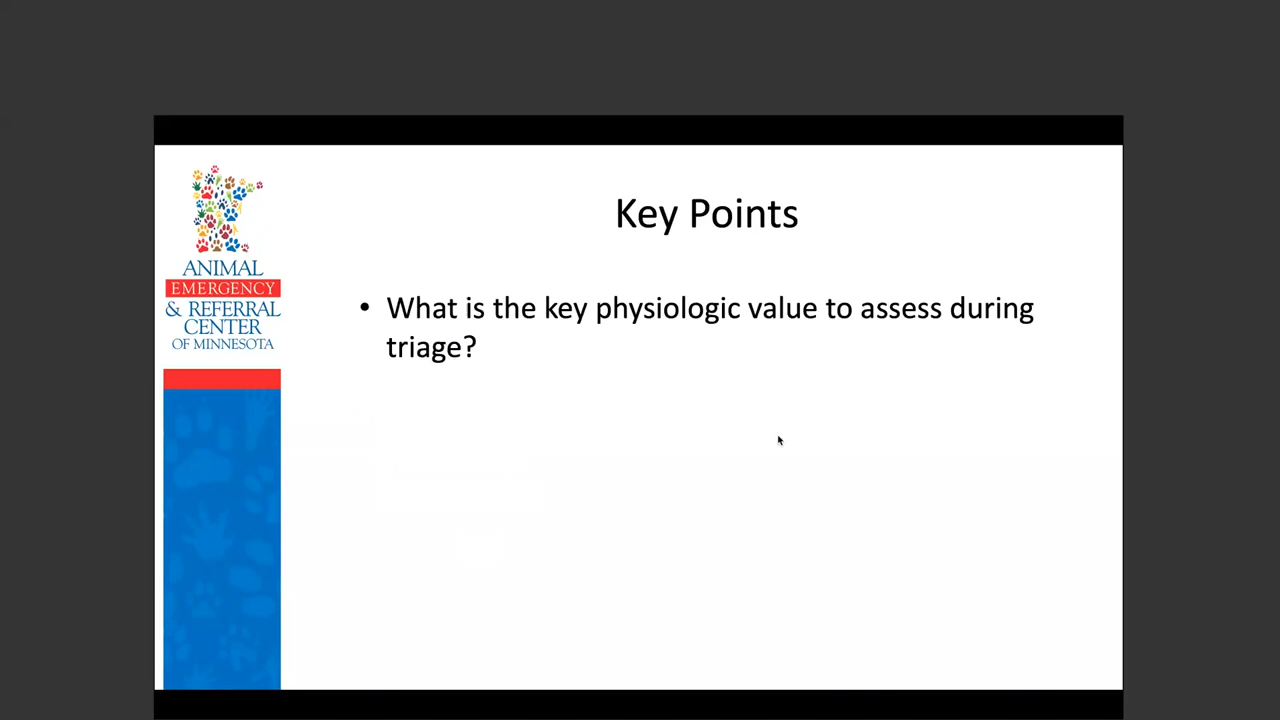 Key Points
• What is the key physiologic value to assess during
triage?
ANIMAL
EMERGENCY
& REFERRAL
CENTER
OF MINNESOTA